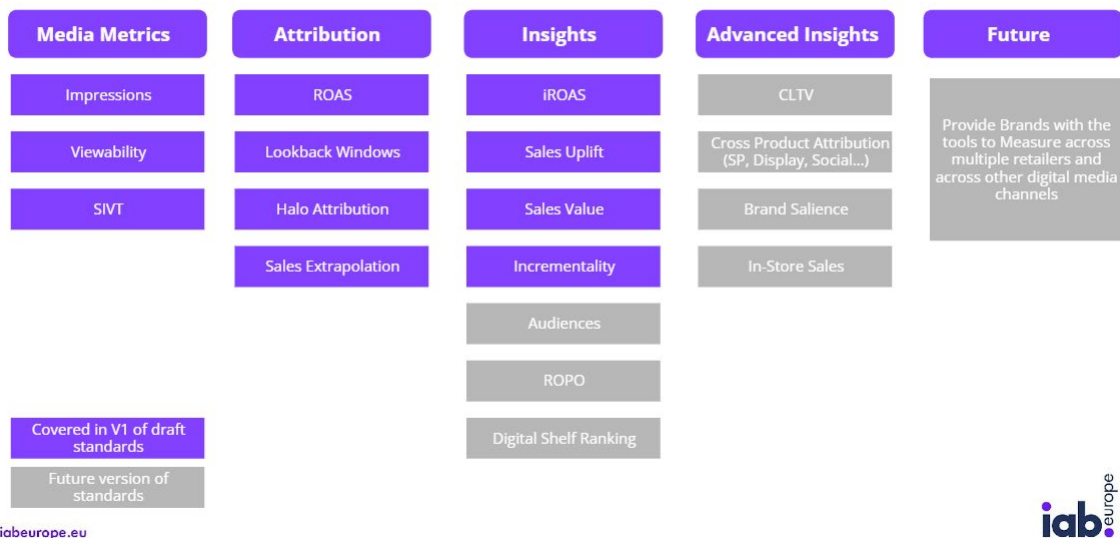 Media Metrics
Impressions
Viewability
SIVT
Attribution
ROAS
Lookback Windows
Halo Attribution
Sales Extrapolation
Insights
iROAS
Sales Uplift
Sales Value
Incrementality
Audiences
ROPO
Digital Shelf Ranking
Advanced Insights
CLTV
Cross Product Attribution
(SP, Display, Social...)
Brand Salience
In-Store Sales
Future
Provide Brands with the
tools to Measure across
multiple retailers and
across other digital media
channels
Covered in V1 of draft
standards
Future version of
standards
iabeurope.eu
iab.
europe